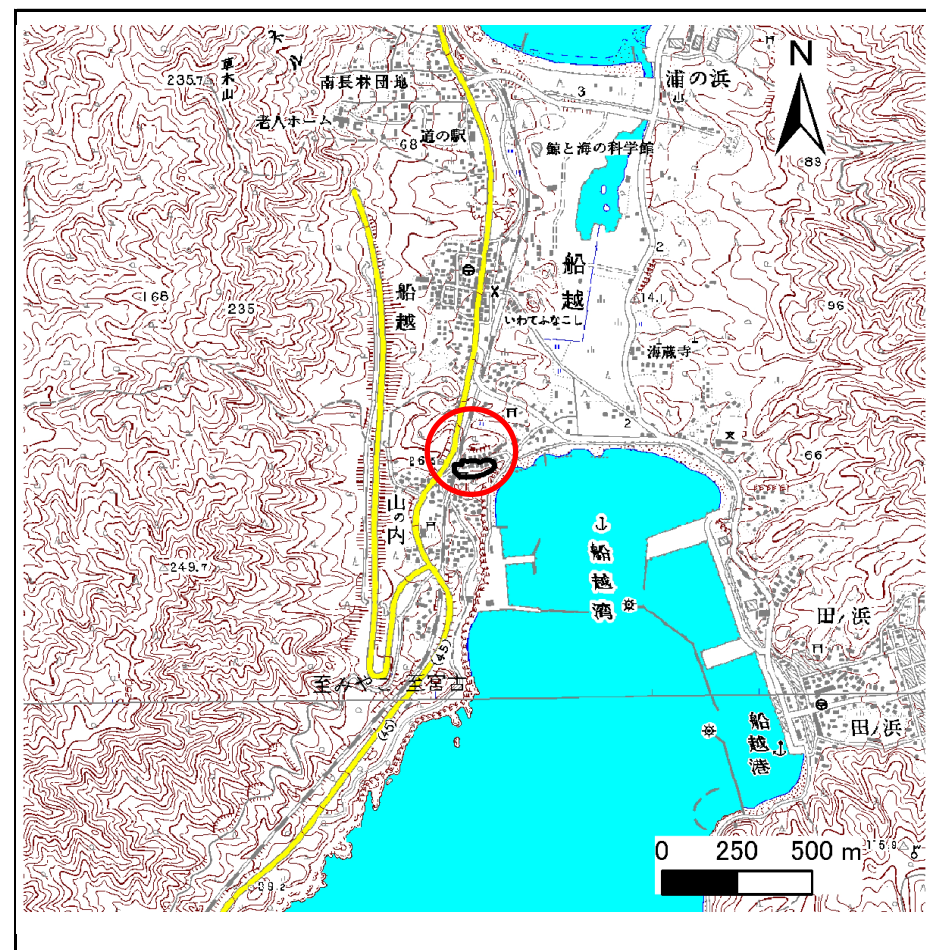 235.7
草木山
南長林団地
老人ホーム
68
道の駅
3
浦の浜
N
鯨と海の科学館
83
2
船越
船越
X
いわてふなこし
14.1
168
235
96
海蔵寺
2
文
66
26
山の内
249.7
船越湾
田ノ浜
(45)
至みやこ 至宮古
(45)
田ノ浜
船越港
0 250 500 m